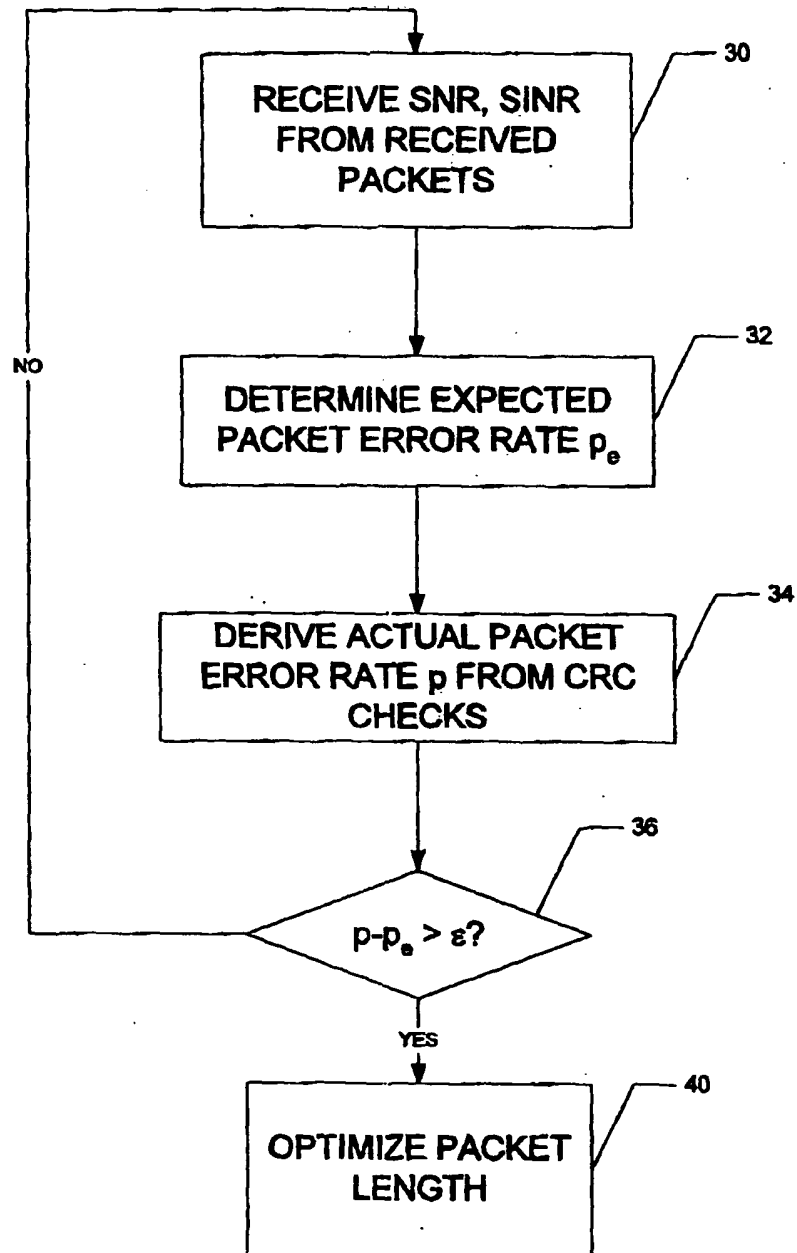 RECEIVE SNR, SINR
FROM RECEIVED
PACKETS
30
NO
DETERMINE EXPECTED
PACKET ERROR RATE pₑ
32
DERIVE ACTUAL PACKET
ERROR RATE p FROM CRC
CHECKS
34
p-pₑ > ε?
36
YES
OPTIMIZE PACKET
LENGTH
40